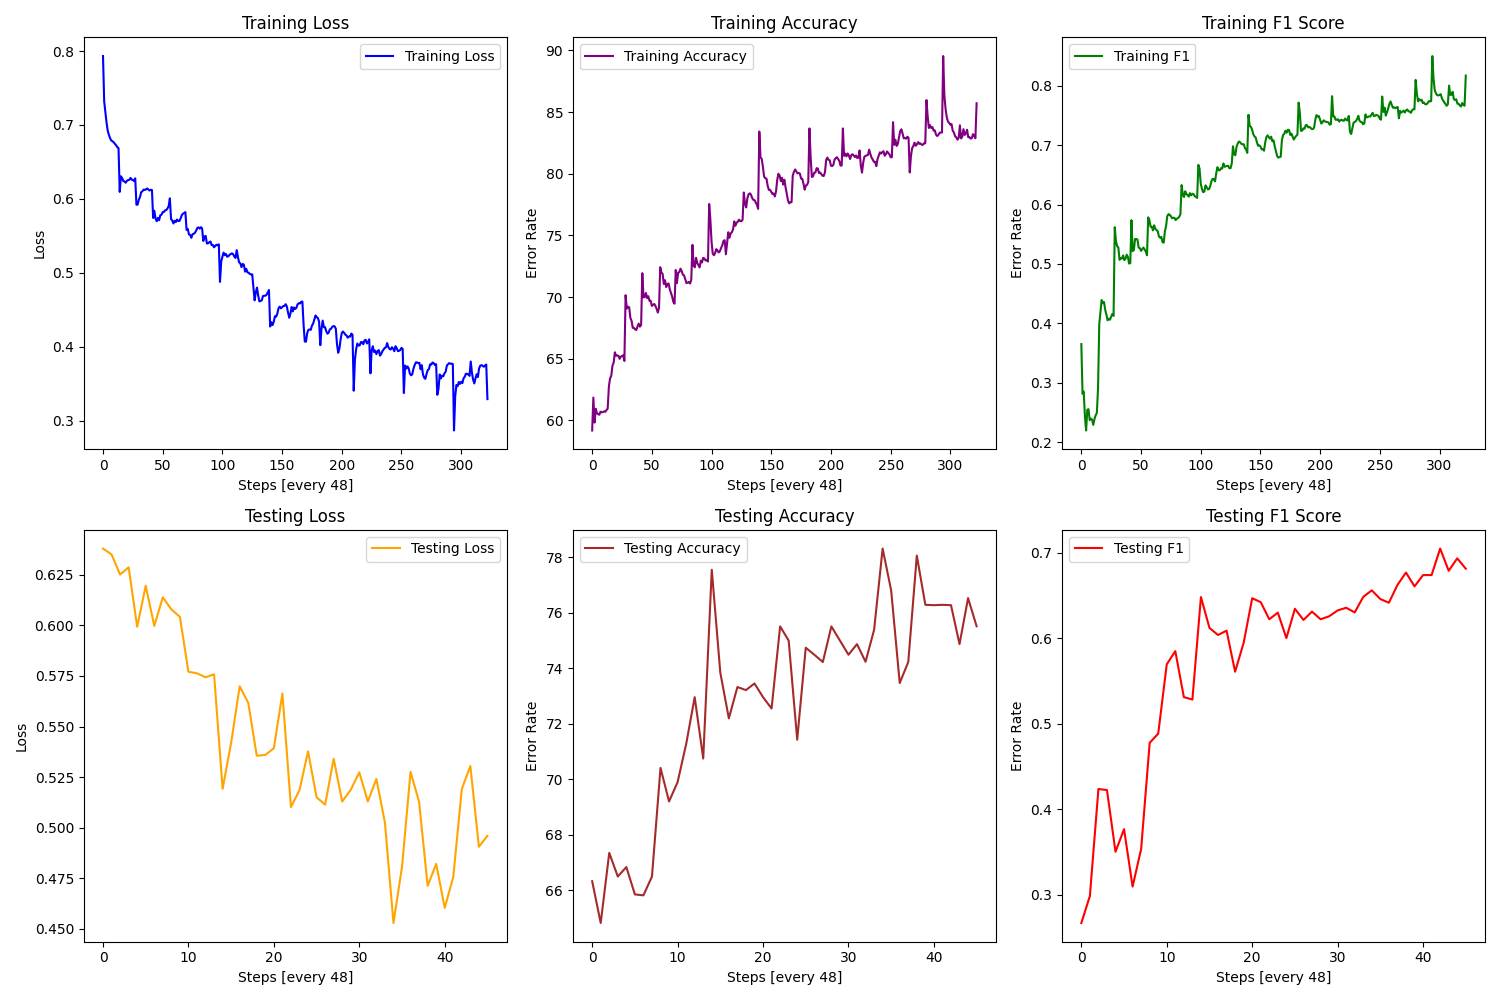 Training Loss
Training Accuracy
Training F1 Score
Training Loss
Training Accuracy
Training F1
Loss
0.8
0.7
0.6
0.5
0.4
0.3
0 50 100 150 200 250 300
Steps [every 48]
Error Rate
90
85
80
75
70
65
60
0 50 100 150 200 250 300
Steps [every 48]
Error Rate
0.8
0.7
0.6
0.5
0.4
0.3
0.2
0 50 100 150 200 250 300
Steps [every 48]
Testing Loss
Testing Accuracy
Testing F1 Score
Testing Loss
Testing Accuracy
Testing F1
Loss
0.625
0.600
0.575
0.550
0.525
0.500
0.475
0.450
0 10 20 30 40
Steps [every 48]
Error Rate
78
76
74
72
70
68
66
0 10 20 30 40
Steps [every 48]
Error Rate
0.7
0.6
0.5
0.4
0.3
0 10 20 30 40
Steps [every 48]